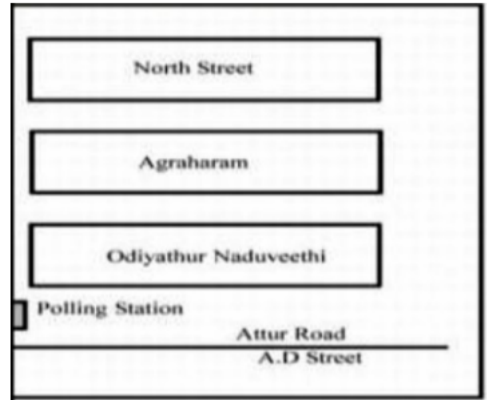 North Street
Agraharam
Odiyathur Naduveethi
Polling Station
Attur Road
A.D Street